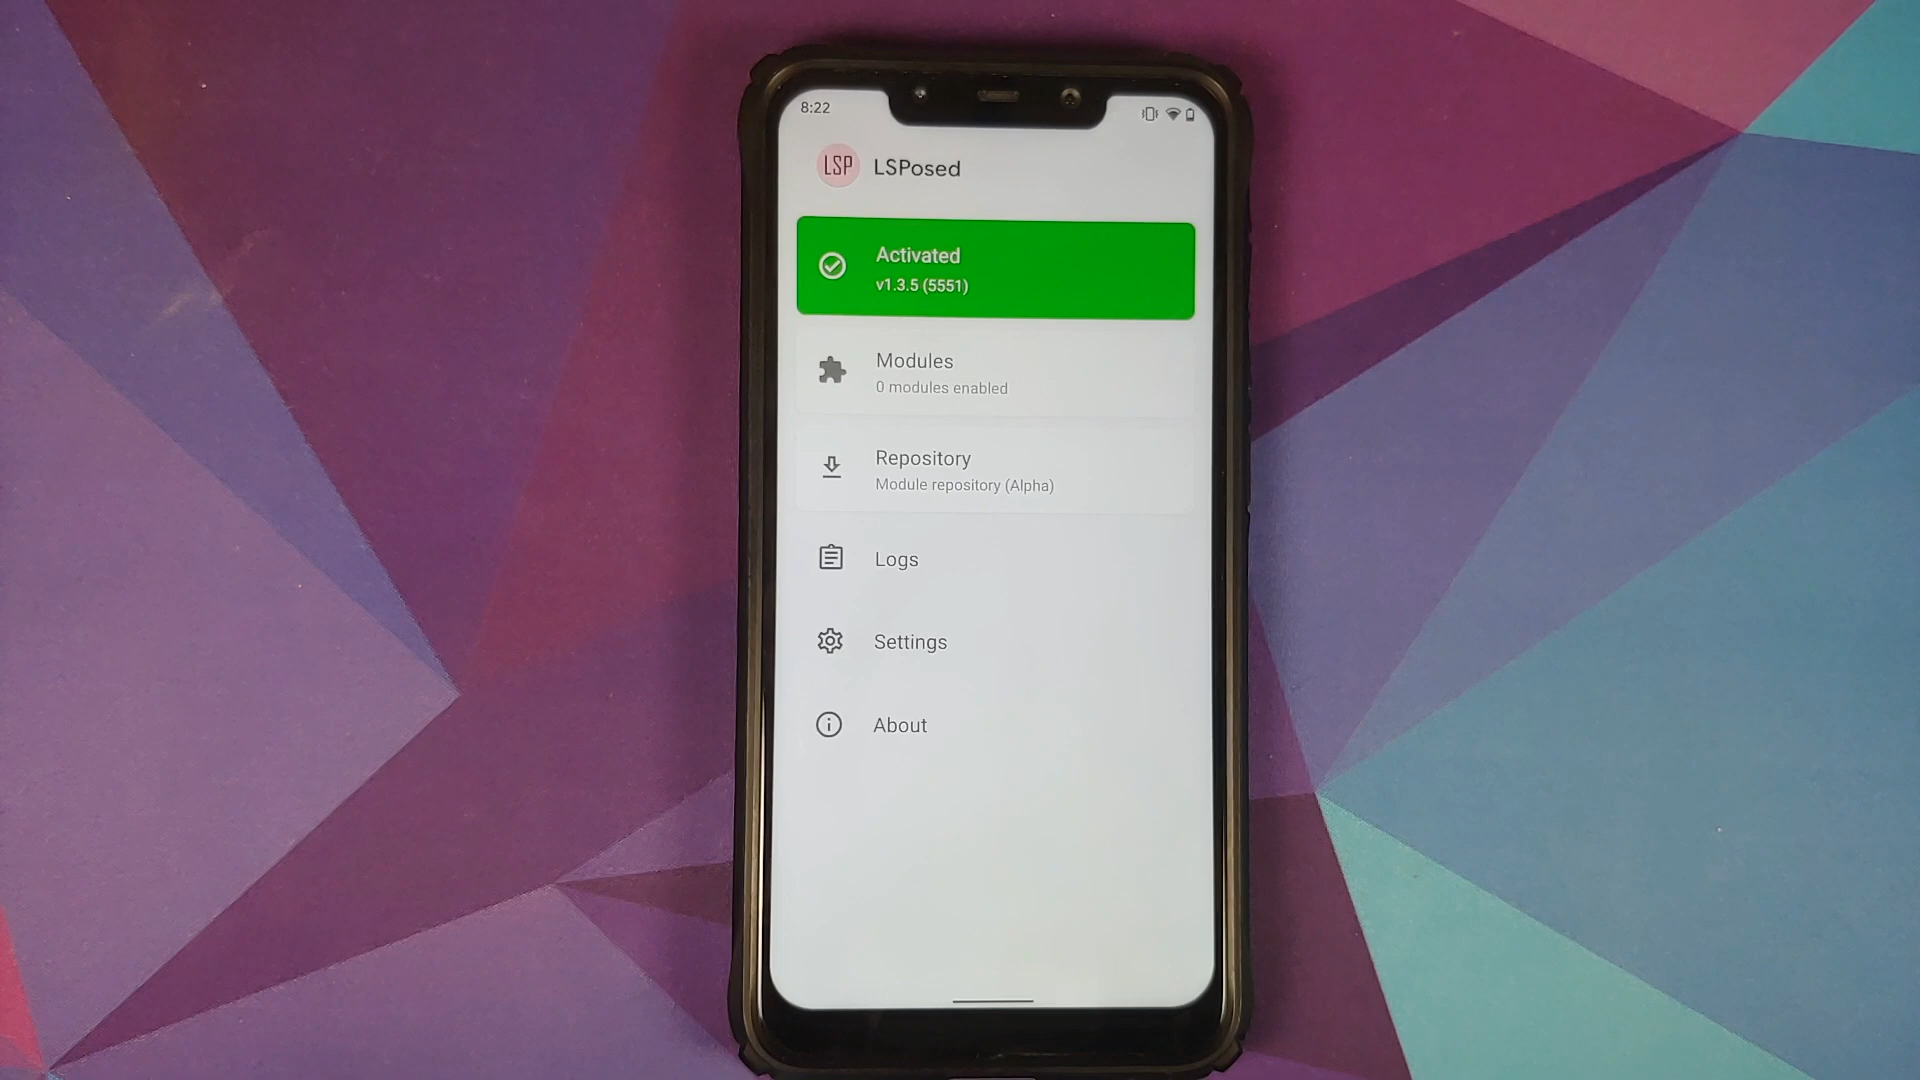 8:22
LSP LSPosed
Activated
v1.3.5 (5551)
Modules
0 modules enabled
Repository
Module repository (Alpha)
Logs
Settings
About